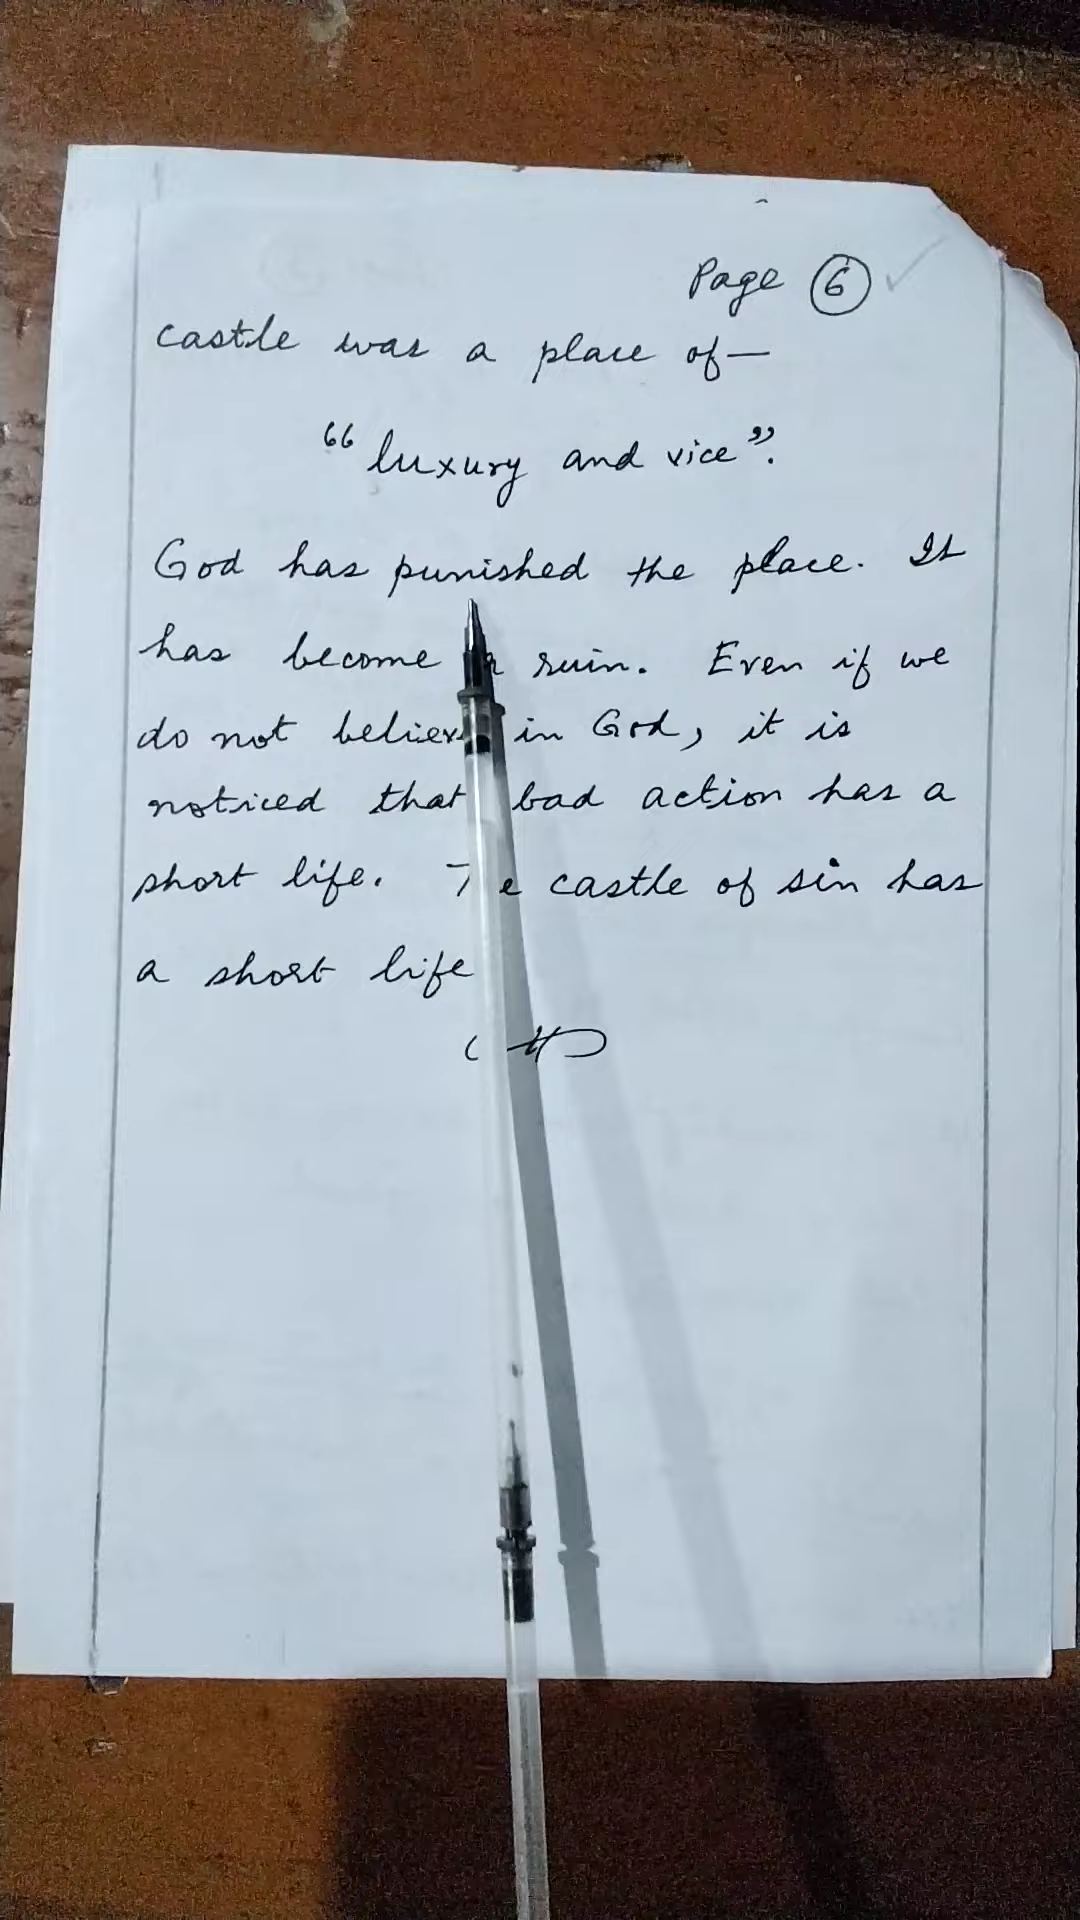 Page 6
castle was a place of—
"luxury and vice".
God has punished the place. It
has become a ruin. Even if we
do not believe in God, it is
noticed that bad action has a
short life. The castle of sin has
a short life